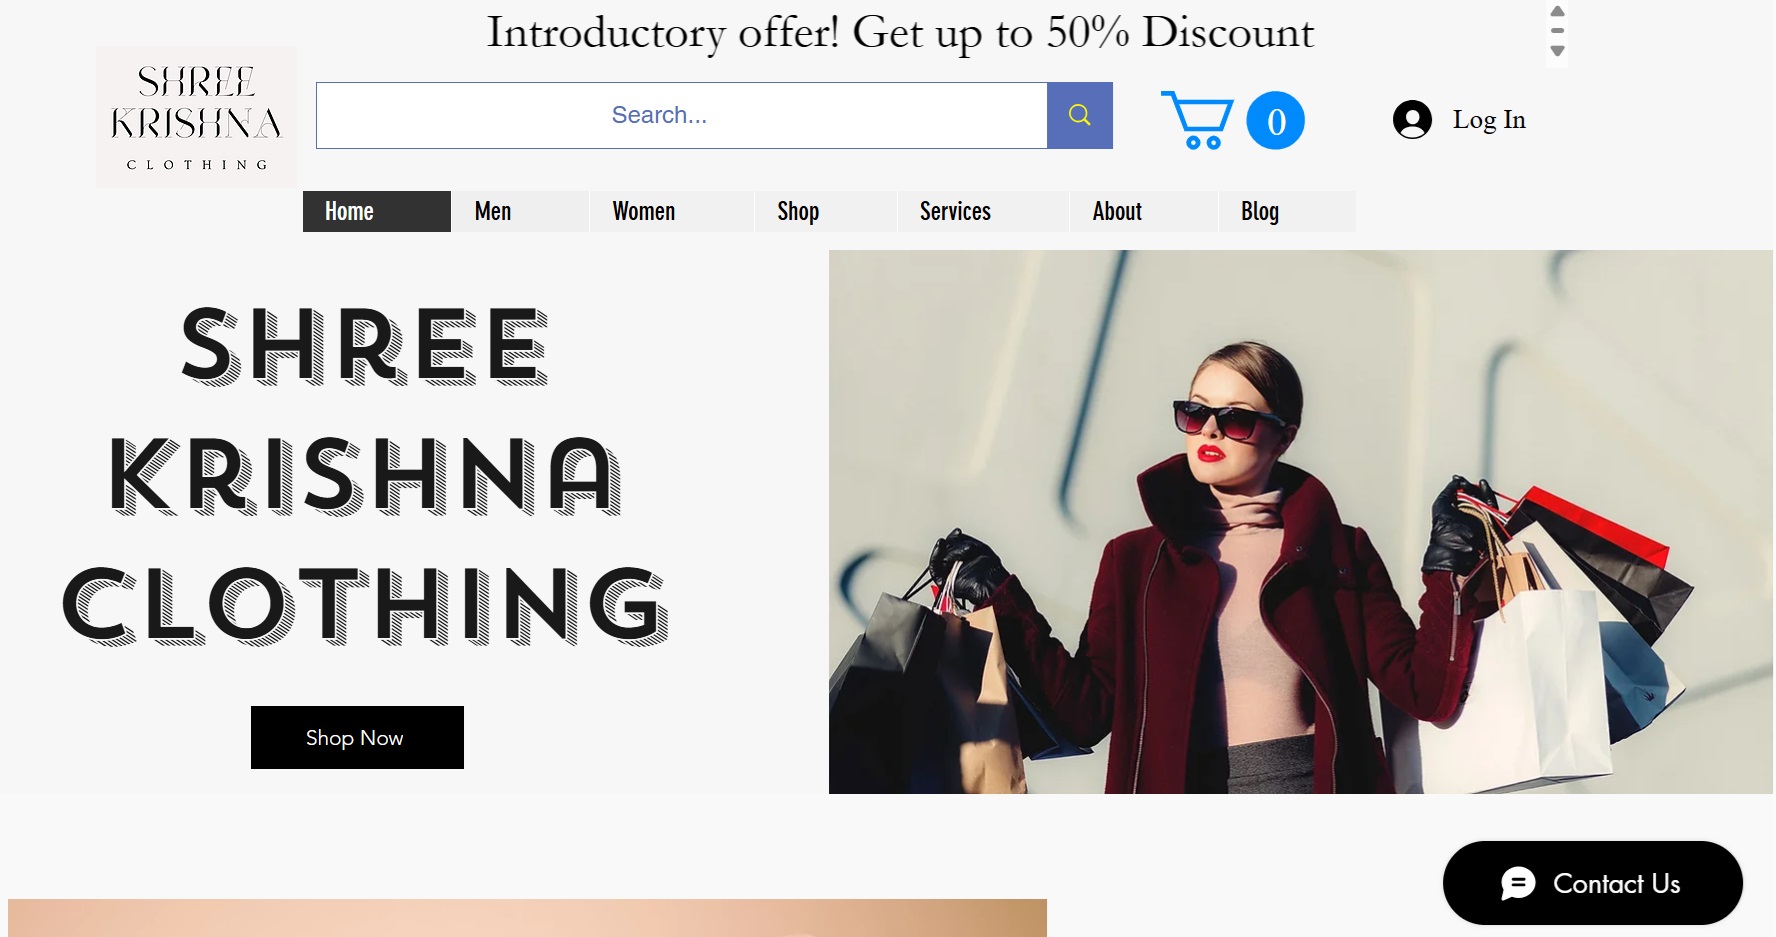 Introductory offer! Get up to 50% Discount
SHREE
KRISHNA
CLOTHING
Search...
0
Log In
Home
Men
Women
Shop
Services
About
Blog
SHREE
KRISHNA
CLOTHING
Shop Now
Contact Us